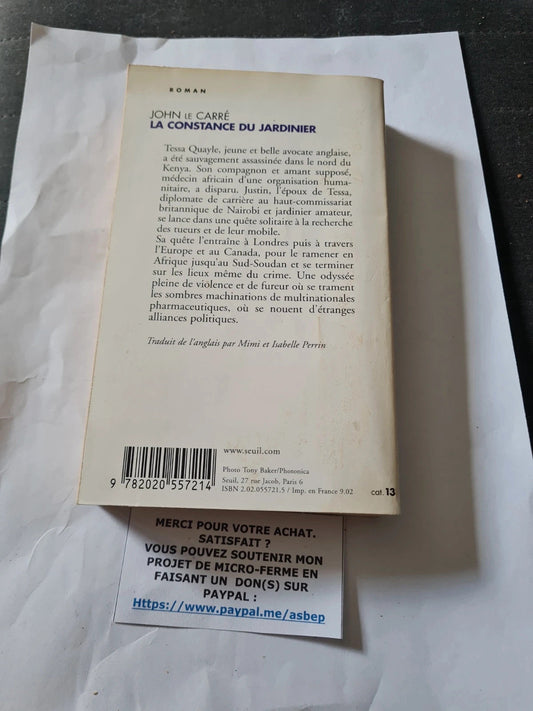 ROMAN
JOHN LE CARRÉ
LA CONSTANCE DU JARDINIER
Tessa Quayle, jeune et belle avocate anglaise,
a été sauvagement assassinée dans le nord du
Kenya. Son compagnon et amant supposé,
médecin africain d'une organisation huma-
nitaire, a disparu. Justin, l'époux de Tessa,
diplomate de carrière au haut-commissariat
britannique de Nairobi et jardinier amateur,
se lance dans une quête solitaire à la recherche
des tueurs et de leur mobile.
Sa quête l'entraîne à Londres puis à travers
l'Europe et au Canada, pour le ramener en
Afrique jusqu'au Sud-Soudan et se terminer
sur les lieux même du crime. Une odyssée
pleine de violence et de fureur où se trament
les sombres machinations de multinationales
pharmaceutiques, où se nouent d'étranges
alliances politiques.
Traduit de l'anglais par Mimi et Isabelle Perrin
www.seuil.com
Photo Tony Baker/Photonica
Seuil, 27 rue Jacob, Paris 6
ISBN 2.02.055721.5 / Imp. en France 9.02
cat. 13
9 782020 557214
MERCI POUR VOTRE ACHAT.
SATISFAIT ?
VOUS POUVEZ SOUTENIR MON
PROJET DE MICRO-FERME EN
FAISANT UN DON(S) SUR
PAYPAL :
Https://www.paypal.me/asbep